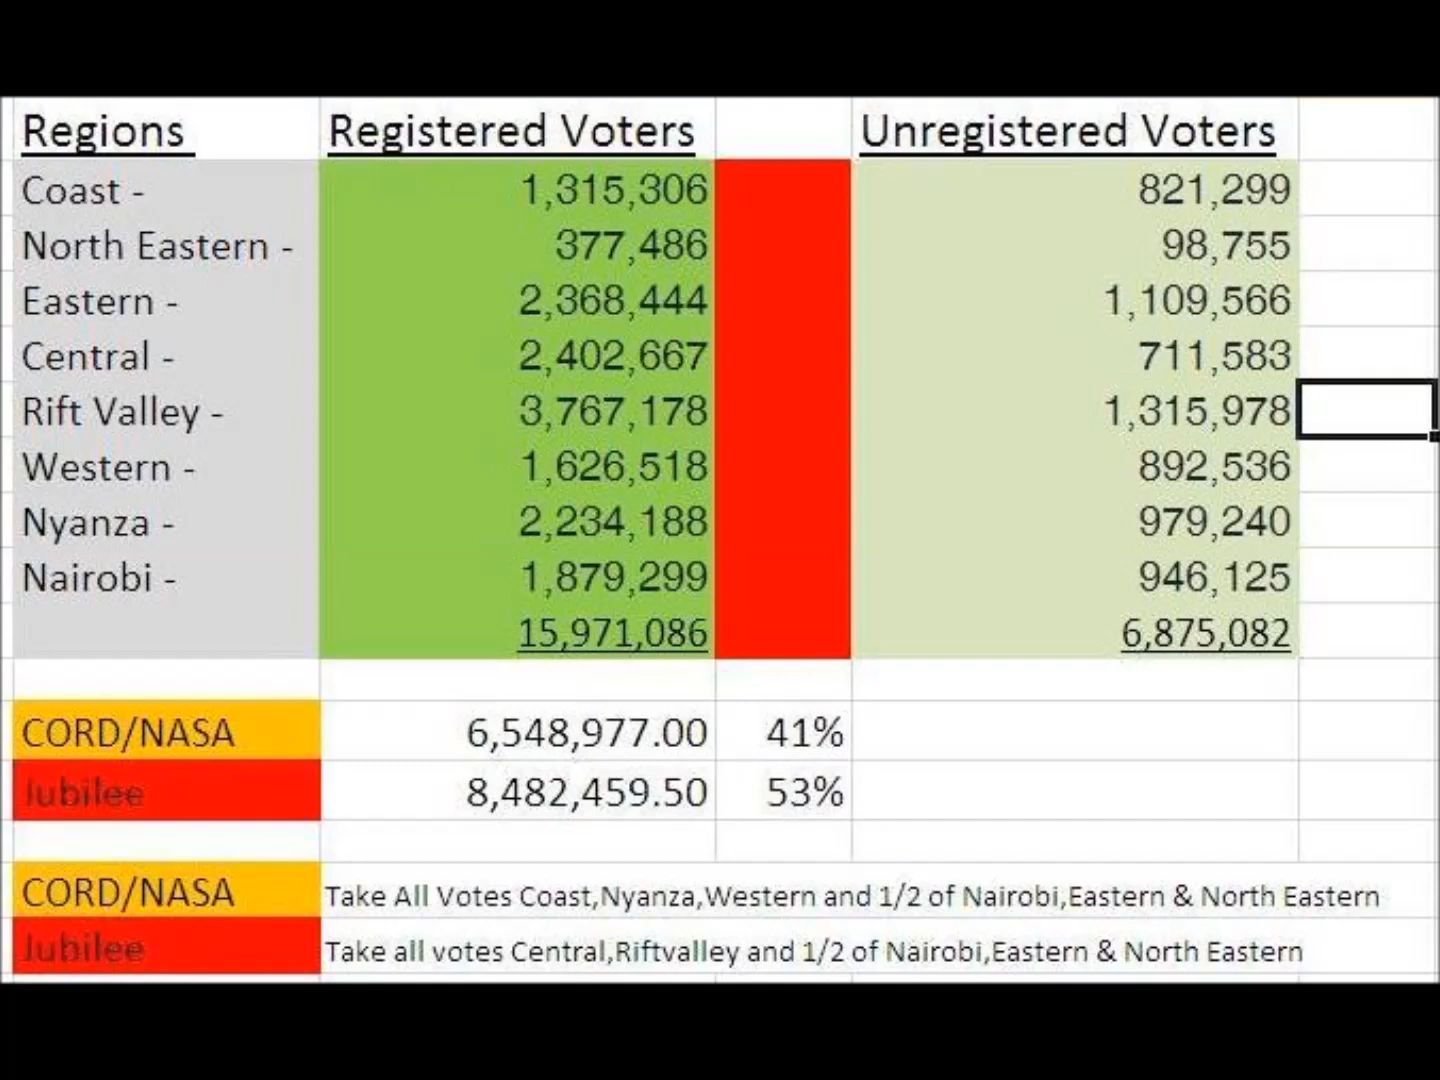 Regions Registered Voters Unregistered Voters
Coast - 1,315,306 821,299
North Eastern - 377,486 98,755
Eastern - 2,368,444 1,109,566
Central - 2,402,667 711,583
Rift Valley - 3,767,178 1,315,978
Western - 1,626,518 892,536
Nyanza - 2,234,188 979,240
Nairobi - 1,879,299 946,125
15,971,086 6,875,082
CORD/NASA 6,548,977.00 41%
Jubilee 8,482,459.50 53%
CORD/NASA Take All Votes Coast,Nyanza,Western and 1/2 of Nairobi,Eastern & North Eastern
Jubilee Take all votes Central,Riftvalley and 1/2 of Nairobi,Eastern & North Eastern